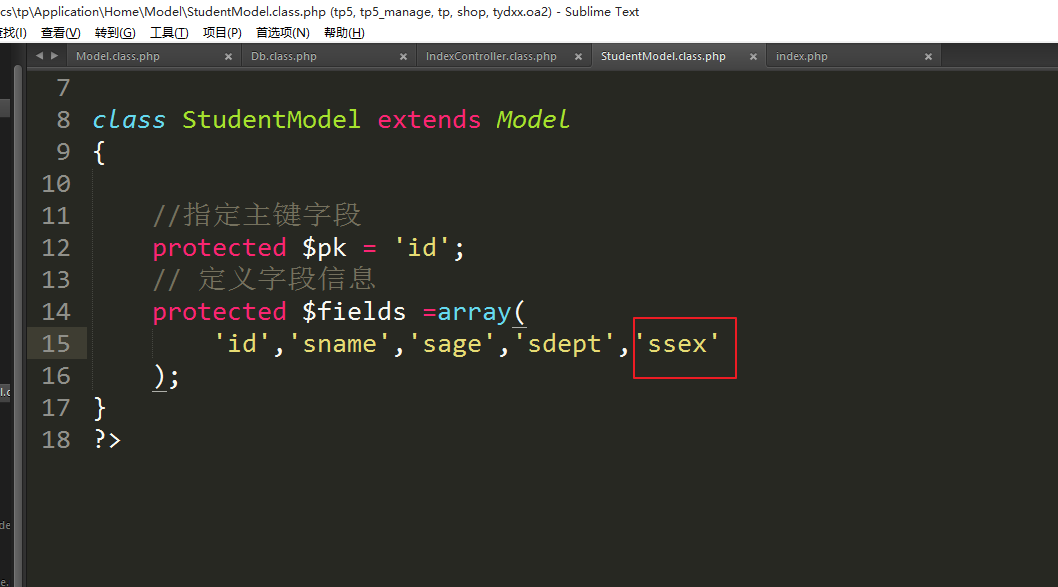 cs\tp\Application\Home\Model\StudentModel.class.php (tp5, tp5_manage, tp, shop, tydxx.oa2) - Sublime Text
查找(I) 查看(V) 转到(G) 工具(T) 项目(P) 首选项(N) 帮助(H)
Model.class.php × Db.class.php × IndexController.class.php × StudentModel.class.php × index.php ×
7
8 class StudentModel extends Model
9 {
10
11 //指定主键字段
12 protected $pk = 'id';
13 // 定义字段信息
14 protected $fields =array(
15 'id','sname','sage','sdept','ssex'
16 );
17 }
18 ?>